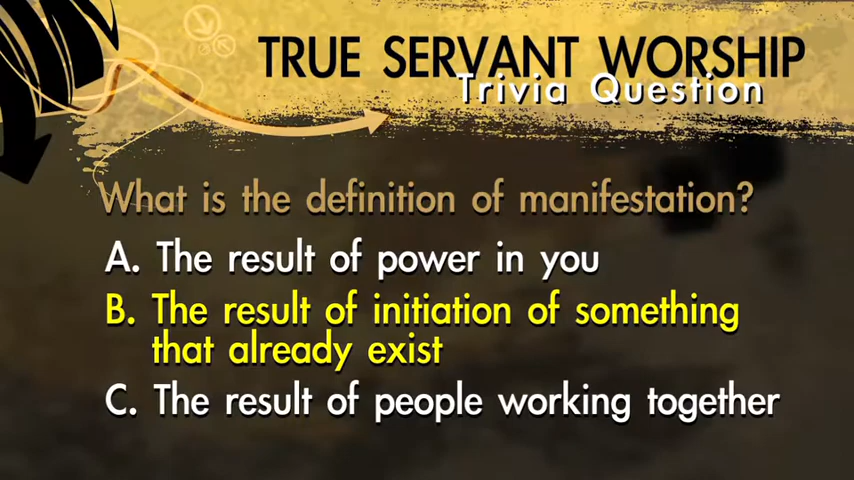 TRUE SERVANT WORSHIP
Trivia Question
What is the definition of manifestation?
A. The result of power in you
B. The result of initiation of something
that already exist
C. The result of people working together